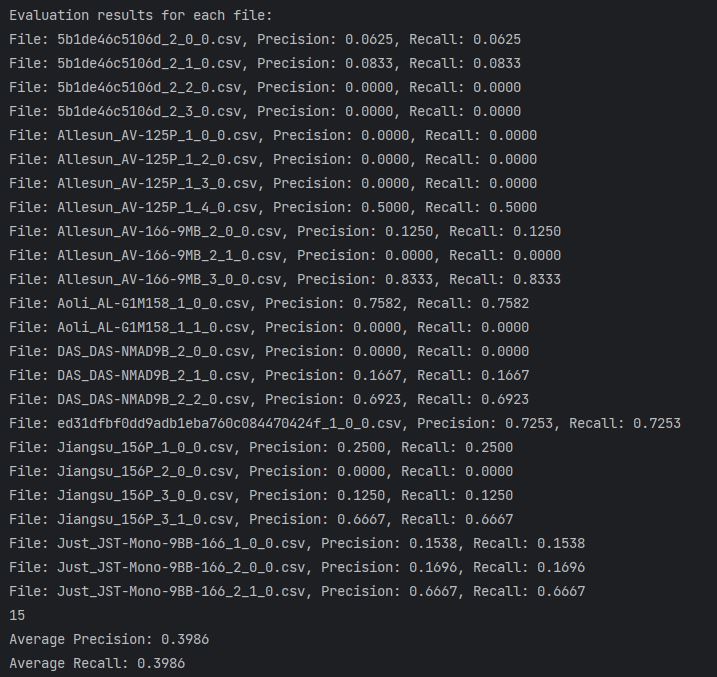 Evaluation results for each file:
File: 5b1de46c5106d_2_0_0.csv, Precision: 0.0625, Recall: 0.0625
File: 5b1de46c5106d_2_1_0.csv, Precision: 0.0833, Recall: 0.0833
File: 5b1de46c5106d_2_2_0.csv, Precision: 0.0000, Recall: 0.0000
File: 5b1de46c5106d_2_3_0.csv, Precision: 0.0000, Recall: 0.0000
File: Allesun_AV-125P_1_0_0.csv, Precision: 0.0000, Recall: 0.0000
File: Allesun_AV-125P_1_2_0.csv, Precision: 0.0000, Recall: 0.0000
File: Allesun_AV-125P_1_3_0.csv, Precision: 0.0000, Recall: 0.0000
File: Allesun_AV-125P_1_4_0.csv, Precision: 0.5000, Recall: 0.5000
File: Allesun_AV-166-9MB_2_0_0.csv, Precision: 0.1250, Recall: 0.1250
File: Allesun_AV-166-9MB_2_1_0.csv, Precision: 0.0000, Recall: 0.0000
File: Allesun_AV-166-9MB_3_0_0.csv, Precision: 0.8333, Recall: 0.8333
File: Aoli_AL-G1M158_1_0_0.csv, Precision: 0.7582, Recall: 0.7582
File: Aoli_AL-G1M158_1_1_0.csv, Precision: 0.0000, Recall: 0.0000
File: DAS_DAS-NMAD9B_2_0_0.csv, Precision: 0.0000, Recall: 0.0000
File: DAS_DAS-NMAD9B_2_1_0.csv, Precision: 0.1667, Recall: 0.1667
File: DAS_DAS-NMAD9B_2_2_0.csv, Precision: 0.6923, Recall: 0.6923
File: ed31dfbf0dd9adb1eba760c084470424f_1_0_0.csv, Precision: 0.7253, Recall: 0.7253
File: Jiangsu_156P_1_0_0.csv, Precision: 0.2500, Recall: 0.2500
File: Jiangsu_156P_2_0_0.csv, Precision: 0.0000, Recall: 0.0000
File: Jiangsu_156P_3_0_0.csv, Precision: 0.1250, Recall: 0.1250
File: Jiangsu_156P_3_1_0.csv, Precision: 0.6667, Recall: 0.6667
File: Just_JST-Mono-9BB-166_1_0_0.csv, Precision: 0.1538, Recall: 0.1538
File: Just_JST-Mono-9BB-166_2_0_0.csv, Precision: 0.1696, Recall: 0.1696
File: Just_JST-Mono-9BB-166_2_1_0.csv, Precision: 0.6667, Recall: 0.6667
15
Average Precision: 0.3986
Average Recall: 0.3986